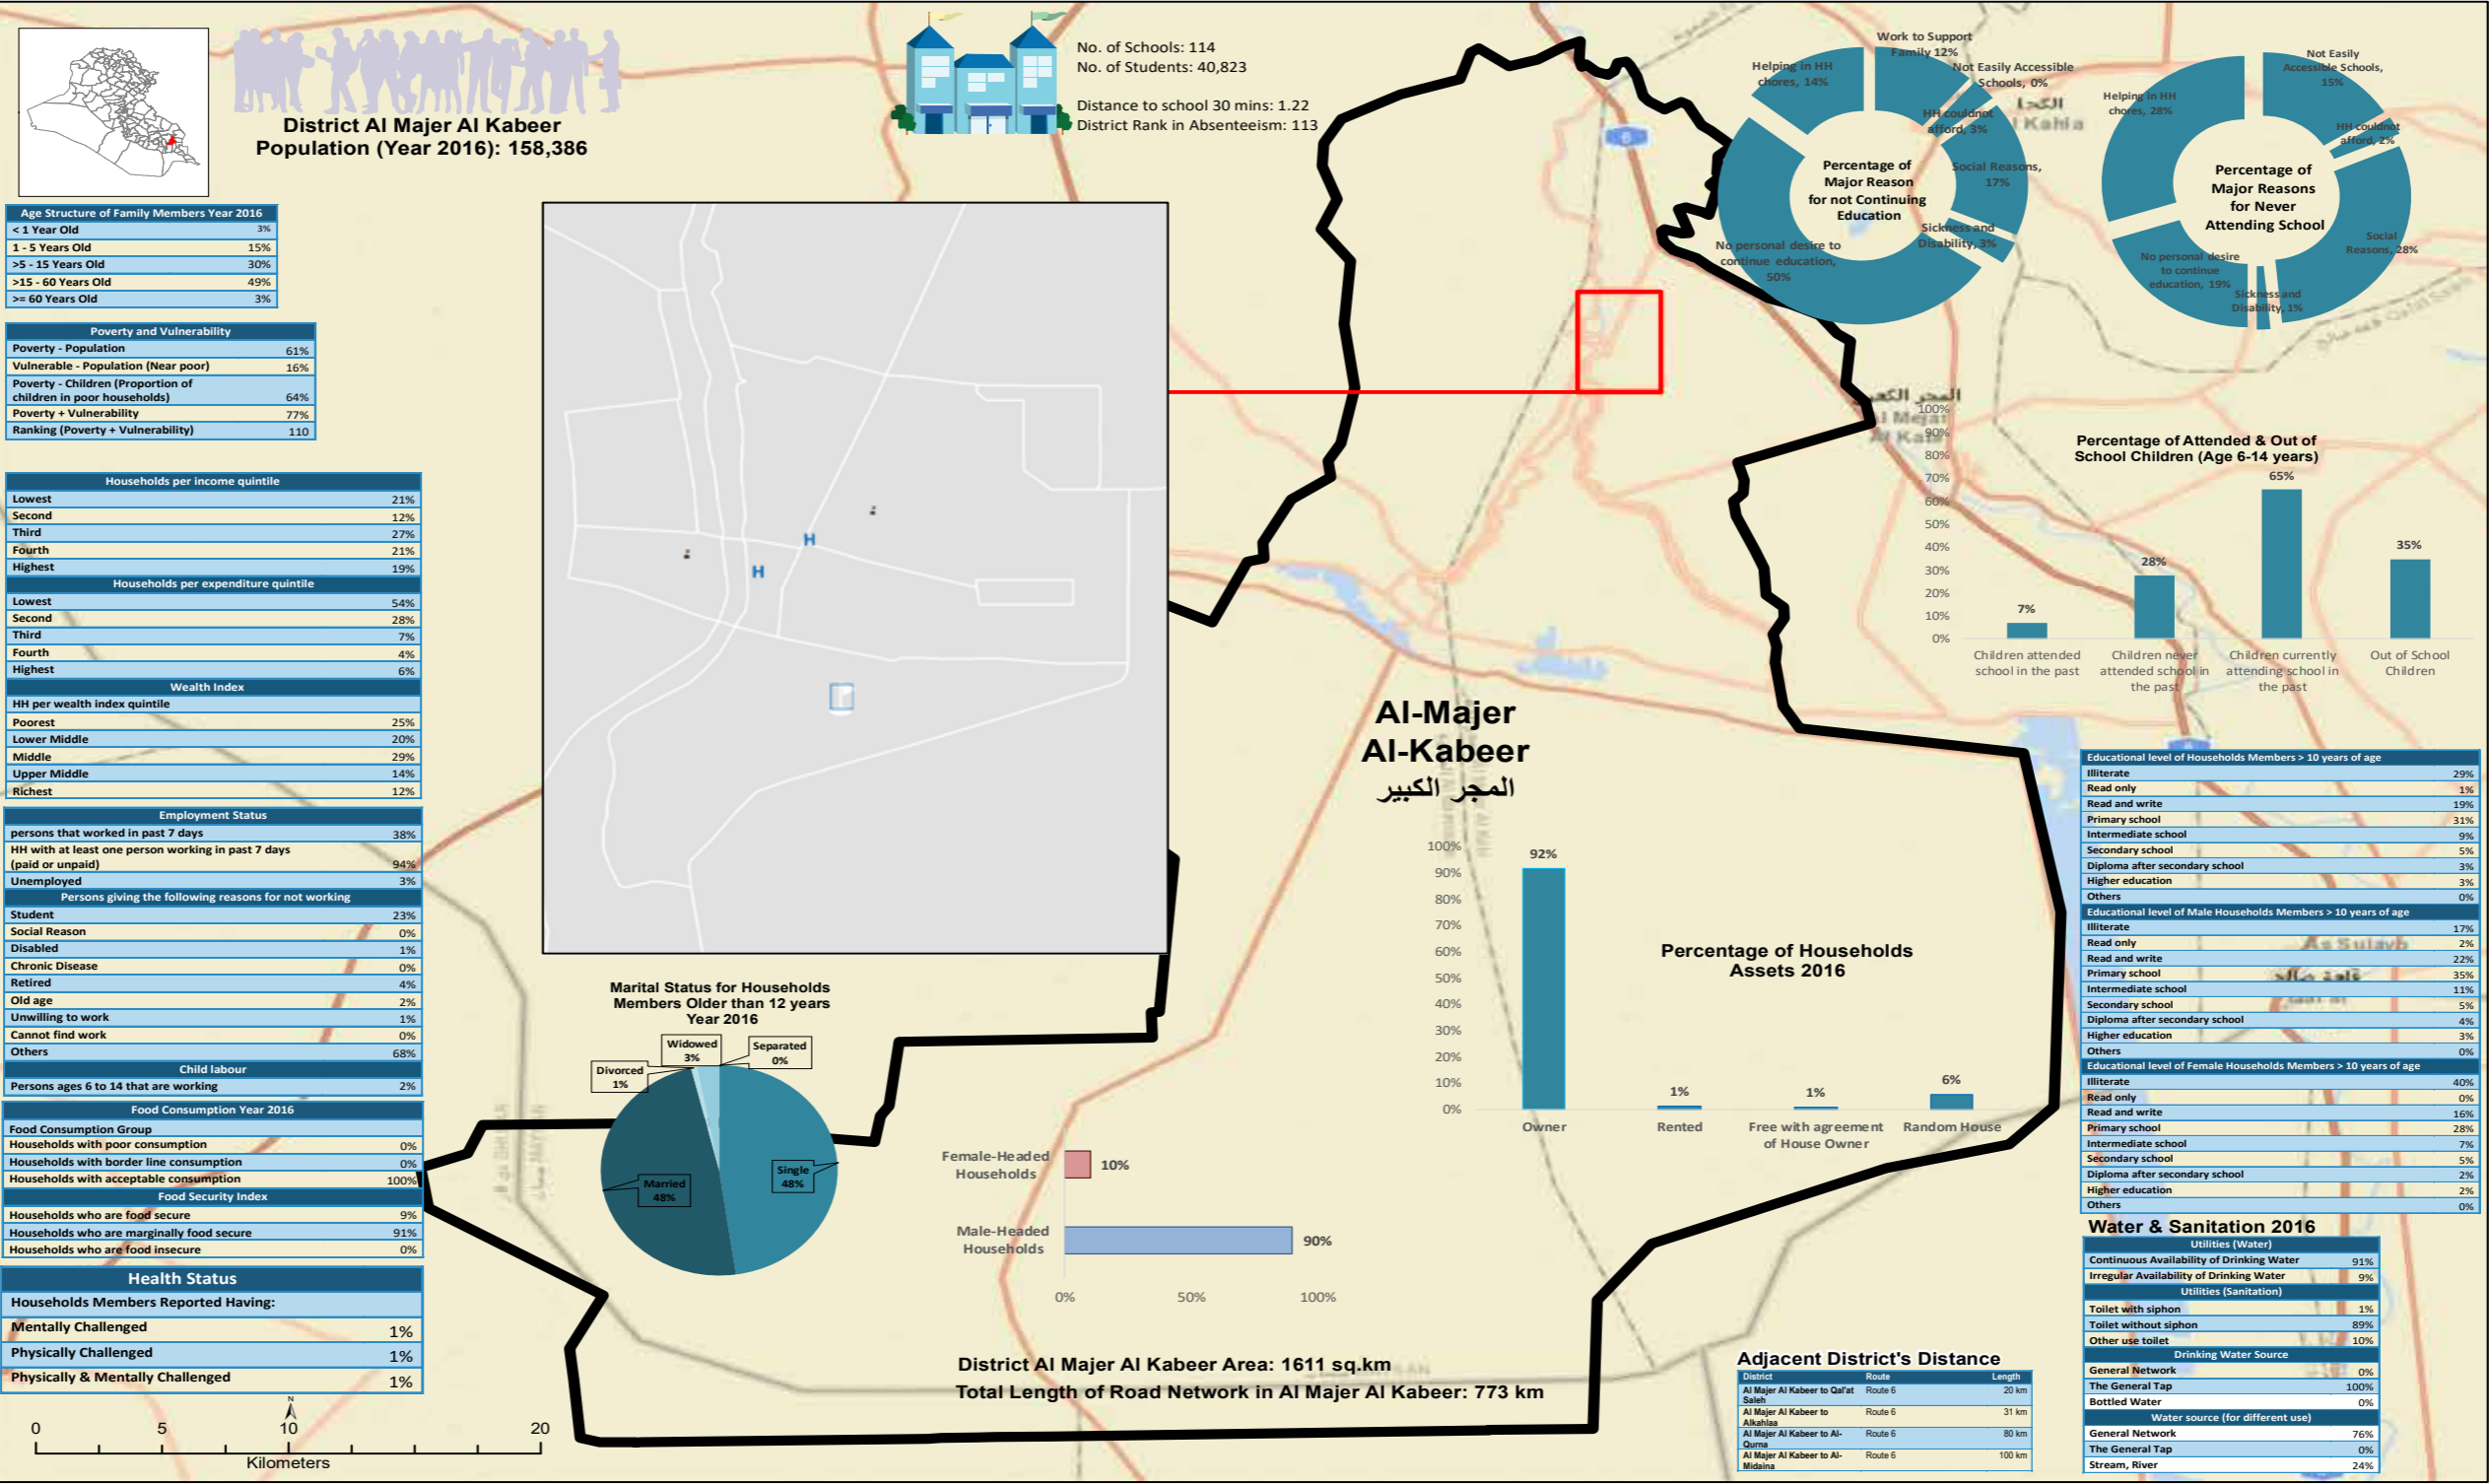 District Al Majer Al Kabeer
Population (Year 2016): 158,386
No. of Schools: 114
No. of Students: 40,823
Distance to school 30 mins: 1.22
District Rank in Absenteeism: 113
Age Structure of Family Members Year 2016
< 1 Year Old 3%
1 - 5 Years Old 15%
>5 - 15 Years Old 30%
>15 - 60 Years Old 49%
>= 60 Years Old 3%
Poverty and Vulnerability
Poverty - Population 61%
Vulnerable - Population (Near poor) 16%
Poverty - Children (Proportion of
children in poor households) 64%
Poverty + Vulnerability 77%
Ranking (Poverty + Vulnerability) 110
Households per income quintile
Lowest 21%
Second 12%
Third 27%
Fourth 21%
Highest 19%
Households per expenditure quintile
Lowest 54%
Second 28%
Third 7%
Fourth 4%
Highest 6%
Wealth Index
HH per wealth index quintile
Poorest 25%
Lower Middle 20%
Middle 29%
Upper Middle 14%
Richest 12%
Employment Status
persons that worked in past 7 days 38%
HH with at least one person working in past 7 days
(paid or unpaid) 94%
Unemployed 3%
Persons giving the following reasons for not working
Student 23%
Social Reason 0%
Disabled 1%
Chronic Disease 0%
Retired 4%
Old age 2%
Unwilling to work 1%
Cannot find work 0%
Others 68%
Child labour
Persons ages 6 to 14 that are working 2%
Food Consumption Year 2016
Food Consumption Group
Households with poor consumption 0%
Households with border line consumption 0%
Households with acceptable consumption 100%
Food Security Index
Households who are food secure 9%
Households who are marginally food secure 91%
Households who are food insecure 0%
Health Status
Households Members Reported Having:
Mentally Challenged 1%
Physically Challenged 1%
Physically & Mentally Challenged 1%
N
0 5 10 20
Kilometers
H
H
Marital Status for Households
Members Older than 12 years
Year 2016
Widowed
3%
Separated
0%
Divorced
1%
Married
48%
Single
48%
Female-Headed
Households
10%
Male-Headed
Households
90%
0% 50% 100%
District Al Majer Al Kabeer Area: 1611 sq.km
Total Length of Road Network in Al Majer Al Kabeer: 773 km
Al-Majer
Al-Kabeer
المجر الكبير
Percentage of Households
Assets 2016
100%
90%
80%
70%
60%
50%
40%
30%
20%
10%
0%
92%
1%
1%
6%
Owner
Rented
Free with agreement
of House Owner
Random House
Work to Support
Family 12%
Not Easily Accessible
Schools, 0%
HH couldnot
afford, 3%
Social Reasons,
17%
Sickness and
Disability, 3%
No personal desire to
continue education,
50%
Helping in HH
chores, 14%
Percentage of
Major Reason
for not Continuing
Education
6
الكحلا
Kahla
Not Easily
Accessible Schools,
15%
HH couldnot
afford, 2%
Social
Reasons, 28%
Sickness and
Disability, 1%
No personal desire
to continue
education, 19%
Helping in HH
chores, 28%
Percentage of
Major Reasons
for Never
Attending School
المجر الكبير
Percentage of Attended & Out of
School Children (Age 6-14 years)
100%
90%
80%
70%
60%
50%
40%
30%
20%
10%
0%
7%
28%
65%
35%
Children attended
school in the past
Children never
attended school in
the past
Children currently
attending school in
the past
Out of School
Children
Educational level of Households Members > 10 years of age
Illiterate 29%
Read only 1%
Read and write 19%
Primary school 31%
Intermediate school 9%
Secondary school 5%
Diploma after secondary school 3%
Higher education 3%
Others 0%
Educational level of Male Households Members > 10 years of age
Illiterate 17%
Read only 2%
Read and write 22%
Primary school 35%
Intermediate school 11%
Secondary school 5%
Diploma after secondary school 4%
Higher education 3%
Others 0%
Educational level of Female Households Members > 10 years of age
Illiterate 40%
Read only 0%
Read and write 16%
Primary school 28%
Intermediate school 7%
Secondary school 5%
Diploma after secondary school 2%
Higher education 2%
Others 0%
Water & Sanitation 2016
Utilities (Water)
Continuous Availability of Drinking Water 91%
Irregular Availability of Drinking Water 9%
Utilities (Sanitation)
Toilet with siphon 1%
Toilet without siphon 89%
Other use toilet 10%
Drinking Water Source
General Network 0%
The General Tap 100%
Bottled Water 0%
Water source (for different use)
General Network 76%
The General Tap 0%
Stream, River 24%
Adjacent District's Distance
District Route Length
Al Majer Al Kabeer to Qal'at
Saleh Route 6 20 km
Al Majer Al Kabeer to
Alkahlaa Route 6 31 km
Al Majer Al Kabeer to Al-
Qurna Route 6 80 km
Al Majer Al Kabeer to Al-
Midaina Route 6 100 km